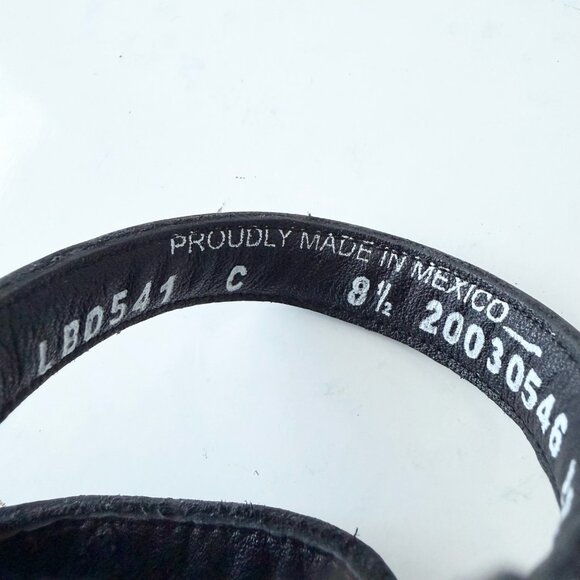 PROUDLY MADE IN MEXICO
LBD541 C 8½ 20030546